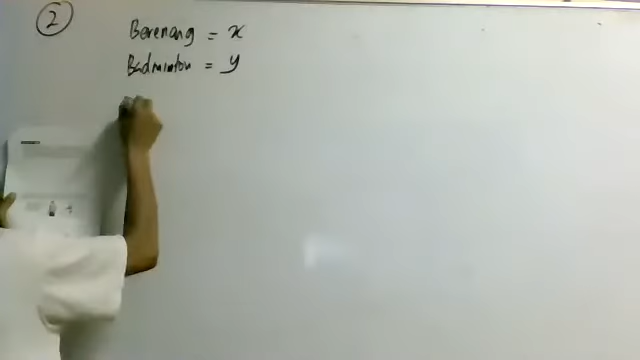 2
Berenang = x
Badminton = y